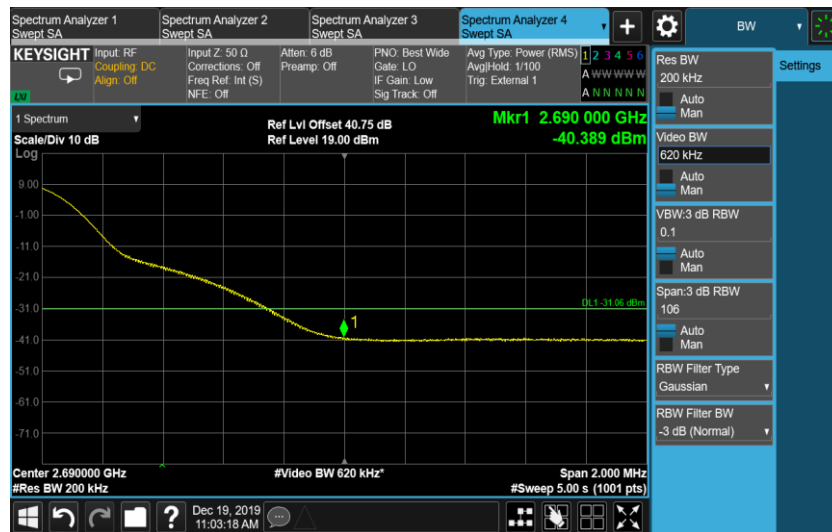 Spectrum Analyzer 1
Swept SA
Spectrum Analyzer 2
Swept SA
Spectrum Analyzer 3
Swept SA
Spectrum Analyzer 4
Swept SA
+
BW
KEYSIGHT
Input: RF
Coupling: DC
Align: Off
Input Z: 50 Ω
Corrections: Off
Freq Ref: Int (S)
NFE: Off
Atten: 6 dB
Preamp: Off
PNO: Best Wide
Gate: LO
IF Gain: Low
Sig Track: Off
Avg Type: Power (RMS)
Avg|Hold: 1/100
Trig: External 1
1 2 3 4 5 6
A W W W W W
A N N N N N
LXI
1 Spectrum
Scale/Div 10 dB
Ref Lvl Offset 40.75 dB
Ref Level 19.00 dBm
Mkr1 2.690 000 GHz
-40.389 dBm
Log
9.00
-1.00
-11.0
-21.0
-31.0
-41.0
-51.0
-61.0
-71.0
DL1 -31.06 dBm
1
Center 2.690000 GHz
#Res BW 200 kHz
#Video BW 620 kHz*
Span 2.000 MHz
#Sweep 5.00 s (1001 pts)
Res BW
200 kHz
Auto
Man
Video BW
620 kHz
Auto
Man
VBW:3 dB RBW
0.1
Auto
Man
Span:3 dB RBW
106
Auto
Man
RBW Filter Type
Gaussian
RBW Filter BW
-3 dB (Normal)
Settings
?
Dec 19, 2019
11:03:18 AM